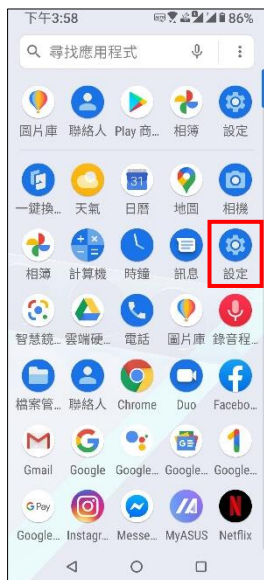 下午3:58
86%
尋找應用程式
圖片庫 聯絡人 Play 商... 相簿 設定
一鍵換... 天氣 日曆 地圖 相機
31
相簿 計算機 時鐘 訊息 設定
智慧鏡... 雲端硬... 電話 圖片庫 錄音程...
檔案管... 聯絡人 Chrome Duo Facebo...
GE 1
Gmail Google Google... Google... Google...
G Pay
Google... Instagr... Messe... MyASUS Netflix